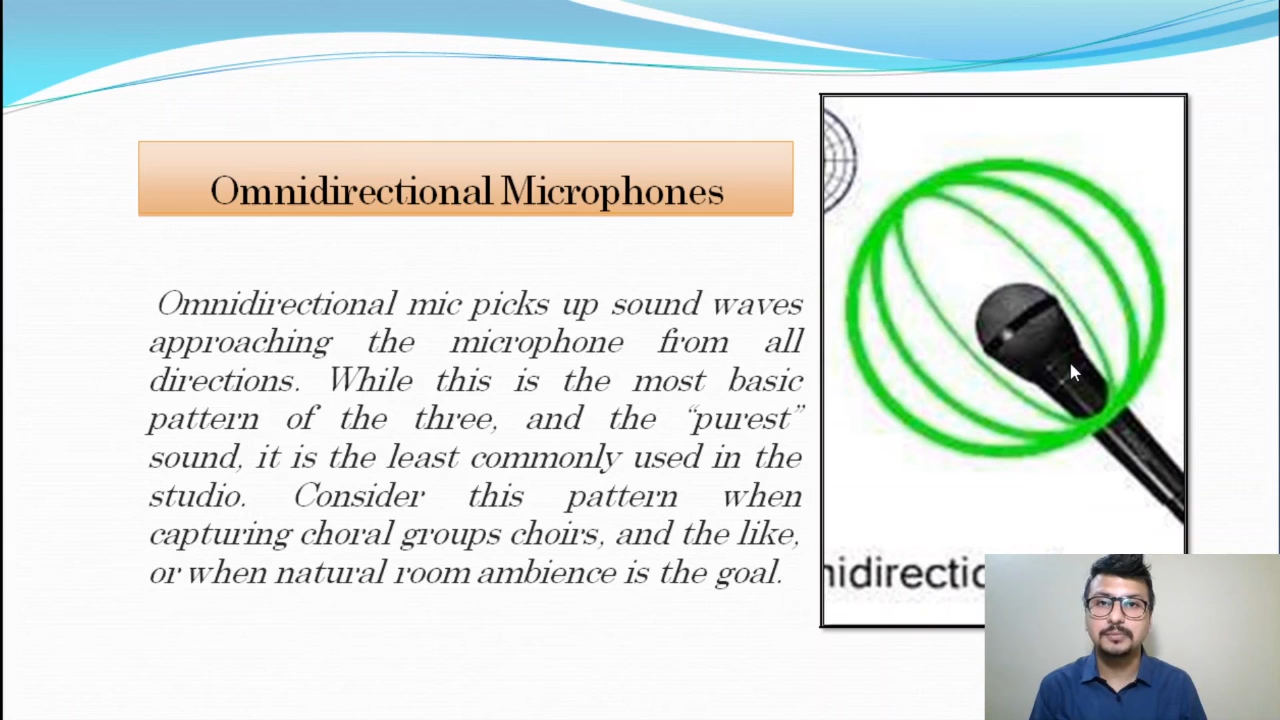 Omnidirectional Microphones
Omnidirectional mic picks up sound waves
approaching the microphone from all
directions. While this is the most basic
pattern of the three, and the “purest”
sound, it is the least commonly used in the
studio. Consider this pattern when
capturing choral groups choirs, and the like,
or when natural room ambience is the goal.
nidirectio